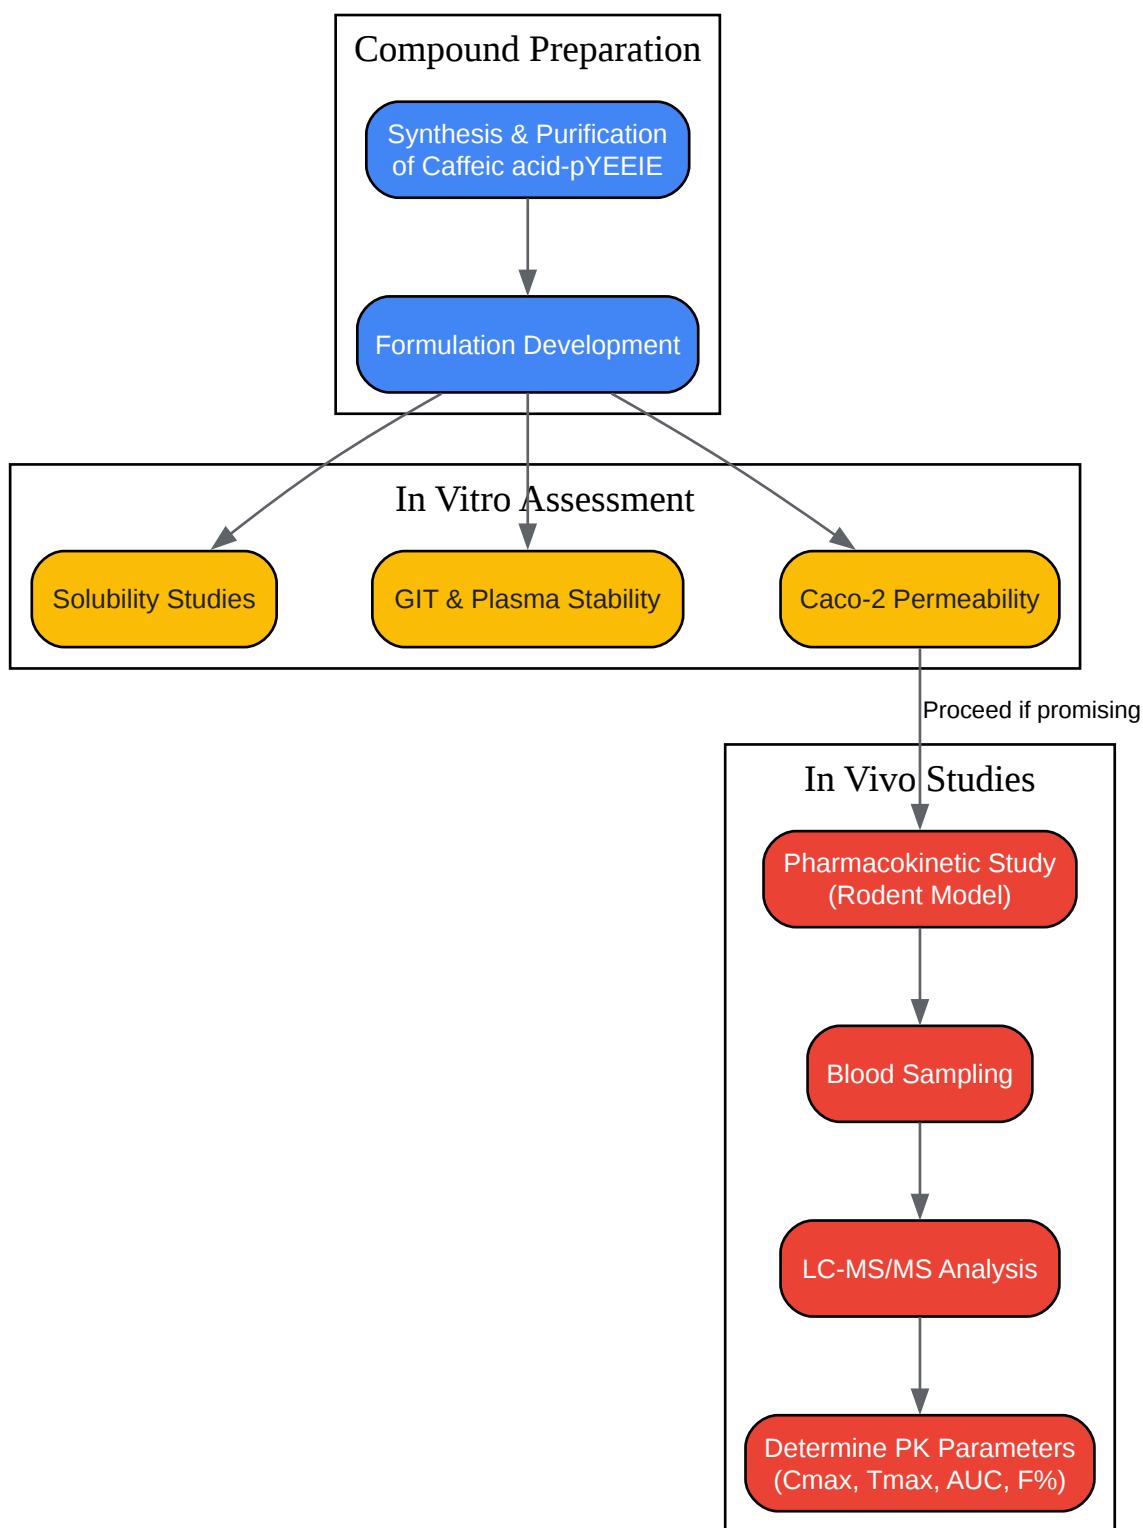 Compound Preparation
Synthesis & Purification
of Caffeic acid-pYEEIE
Formulation Development
In Vitro Assessment
Solubility Studies
GIT & Plasma Stability
Caco-2 Permeability
Proceed if promising
In Vivo Studies
Pharmacokinetic Study
(Rodent Model)
Blood Sampling
LC-MS/MS Analysis
Determine PK Parameters
(Cmax, Tmax, AUC, F%)